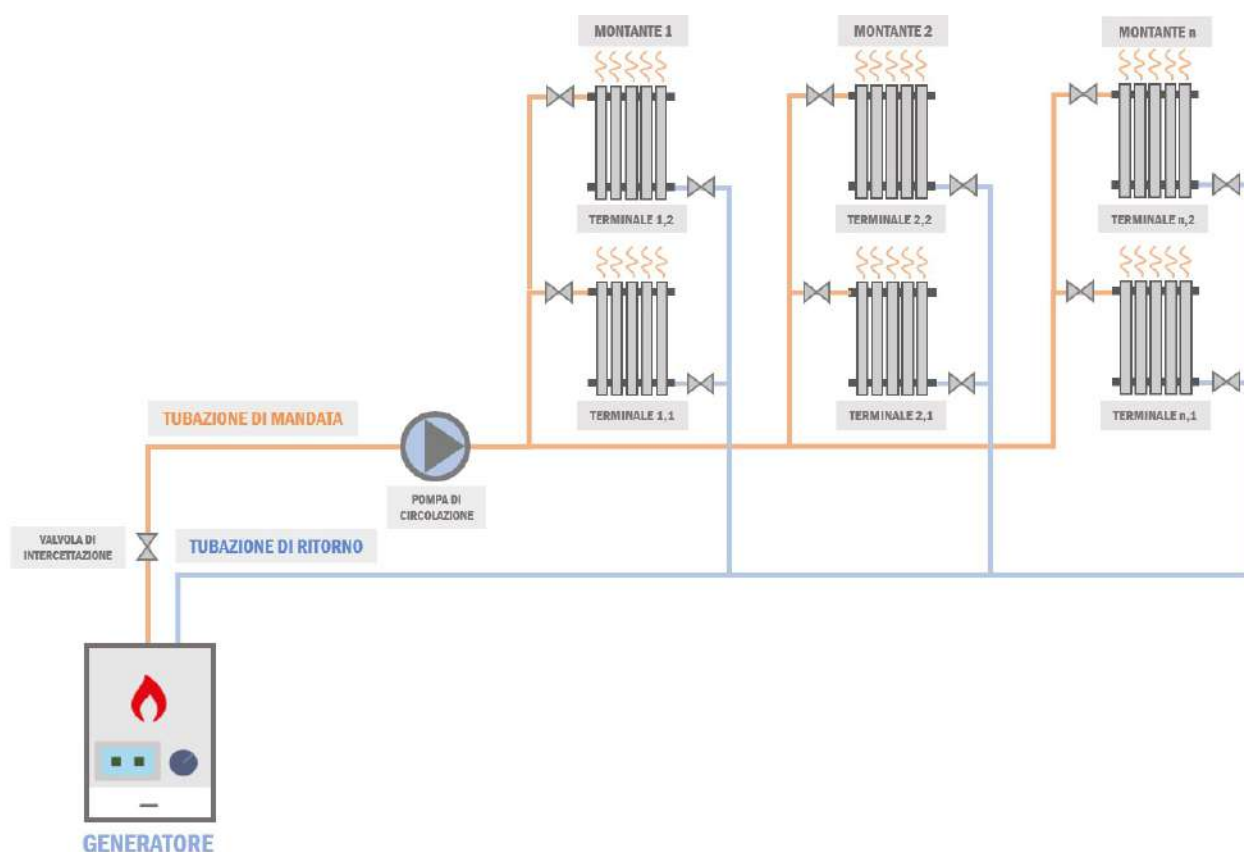 MONTANTE 1
MONTANTE 2
MONTANTE n
TERMINALE 1,2
TERMINALE 2,2
TERMINALE n,2
TERMINALE 1,1
TERMINALE 2,1
TERMINALE n,1
TUBAZIONE DI MANDATA
POMPA DI
CIRCOLAZIONE
VALVOLA DI
INTERCETTAZIONE
TUBAZIONE DI RITORNO
GENERATORE